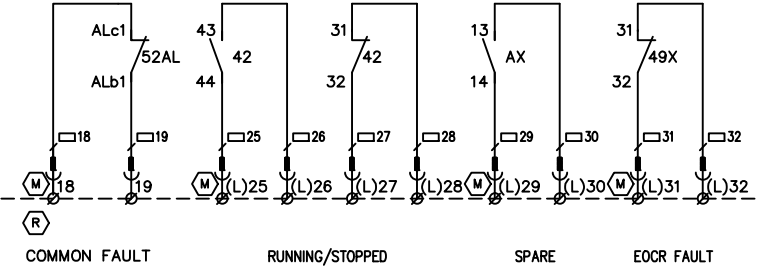 ALc1 43 31 13 31
52AL 42 42 AX 49X
ALb1 44 32 14 32
18 19 25 26 27 28 29 30 31 32
M 18 19 M (L)25 (L)26 (L)27 (L)28 M (L)29 (L)30 M (L)31 (L)32
R
COMMON FAULT RUNNING/STOPPED SPARE EOCR FAULT